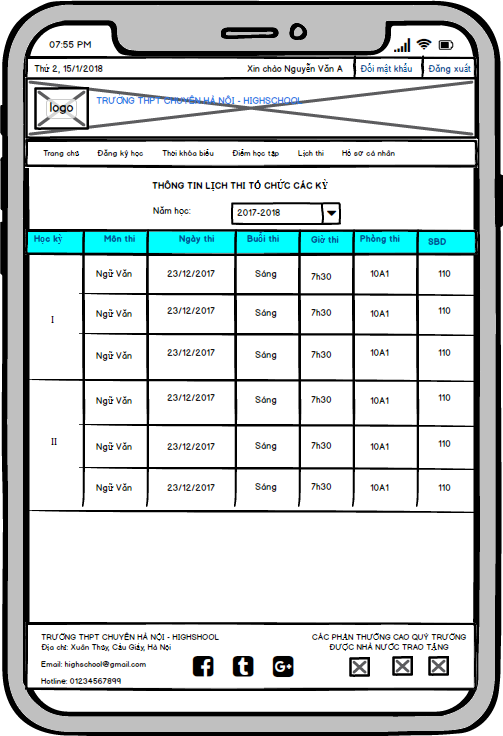 07:55 PM
Thứ 2, 15/1/2018 Xin chào Nguyễn Văn A Đổi mật khẩu Đăng xuất
logo TRƯỜNG THPT CHUYÊN HÀ NỘI - HIGHSCHOOL
Trang chủ Đăng ký học Thời khóa biểu Điểm học tập Lịch thi Hồ sơ cá nhân
THÔNG TIN LỊCH THI TỔ CHỨC CÁC KỲ
Năm học: 2017-2018
Học kỳ Môn thi Ngày thi Buổi thi Giờ thi Phòng thi SBD
Ngữ Văn 23/12/2017 Sáng 7h30 10A1 110
I Ngữ Văn 23/12/2017 Sáng 7h30 10A1 110
Ngữ Văn 23/12/2017 Sáng 7h30 10A1 110
Ngữ Văn 23/12/2017 Sáng 7h30 10A1 110
II Ngữ Văn 23/12/2017 Sáng 7h30 10A1 110
Ngữ Văn 23/12/2017 Sáng 7h30 10A1 110
TRƯỜNG THPT CHUYÊN HÀ NỘI - HIGHSHOOL
Địa chỉ: Xuân Thủy, Cầu Giấy, Hà Nội
Email: highschool@gmail.com
Hotline: 01234567899
f t G+
CÁC PHẦN THƯỞNG CAO QUÝ TRƯỜNG
ĐƯỢC NHÀ NƯỚC TRAO TẶNG